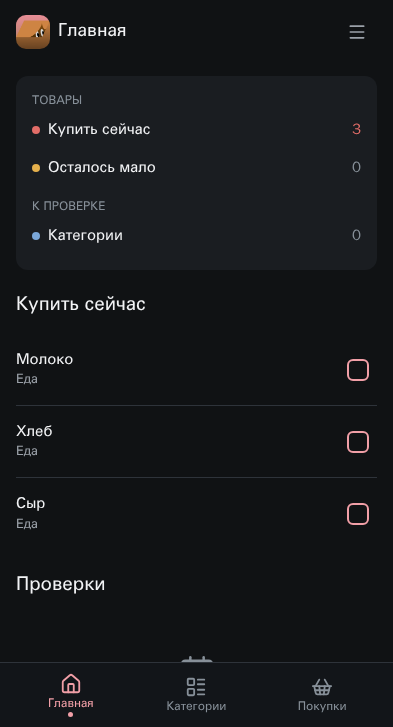 Главная
ТОВАРЫ
Купить сейчас 3
Осталось мало 0
К ПРОВЕРКЕ
Категории 0
Купить сейчас
Молоко
Еда
Хлеб
Еда
Сыр
Еда
Проверки
Главная Категории Покупки